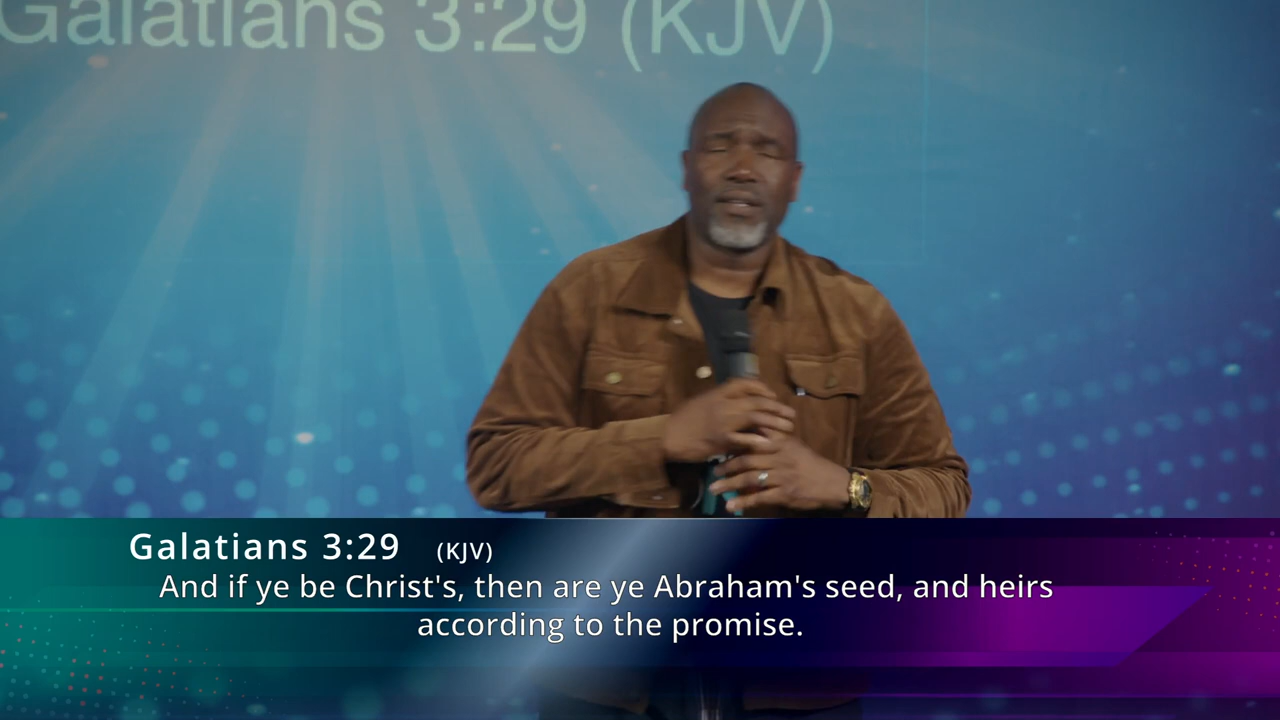 Galatians 3:29 (KJV)
Galatians 3:29 (KJV)
And if ye be Christ's, then are ye Abraham's seed, and heirs
according to the promise.